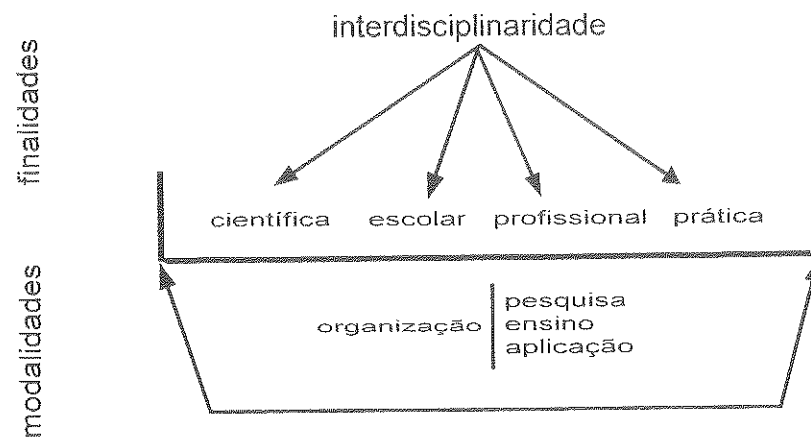 interdisciplinaridade
finalidades
científica escolar profissional prática
modalidades
organização
pesquisa
ensino
aplicação